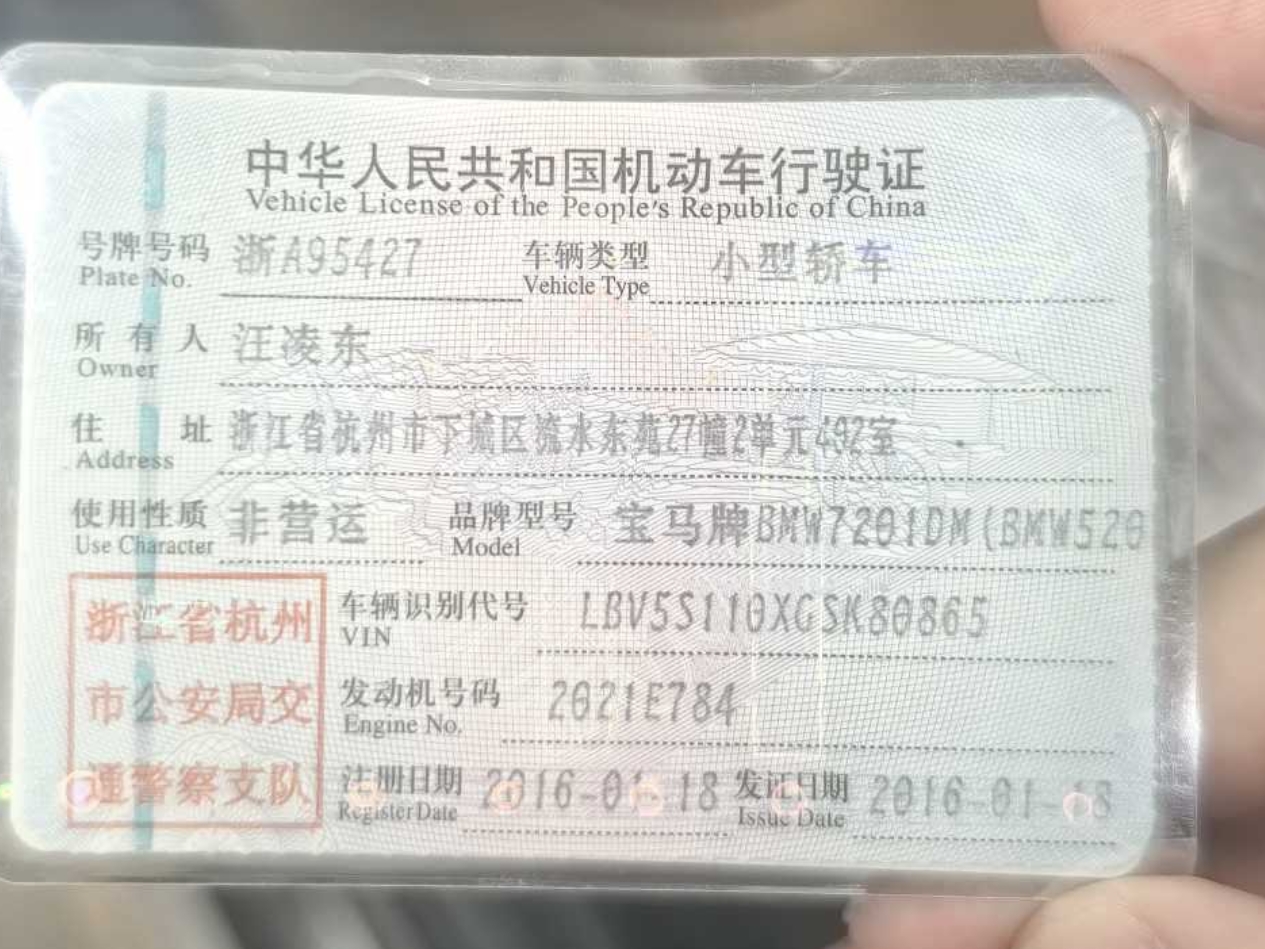 中华人民共和国机动车行驶证
Vehicle License of the People's Republic of China
号牌号码 浙A95427 车辆类型 小型轿车
Plate No. Vehicle Type
所有人 汪凌东
Owner
住址 浙江省杭州市下城区流水东苑27幢2单元492室
Address
使用性质 非营运 品牌型号 宝马牌BMW7201DM(BMW520
Use Character Model
浙江省杭州
市公安局交
通警察支队
车辆识别代号 LBV5S110XGSK80865
VIN
发动机号码 2021E784
Engine No.
注册日期 2016-01-18 发证日期 2016-01-18
Register Date Issue Date